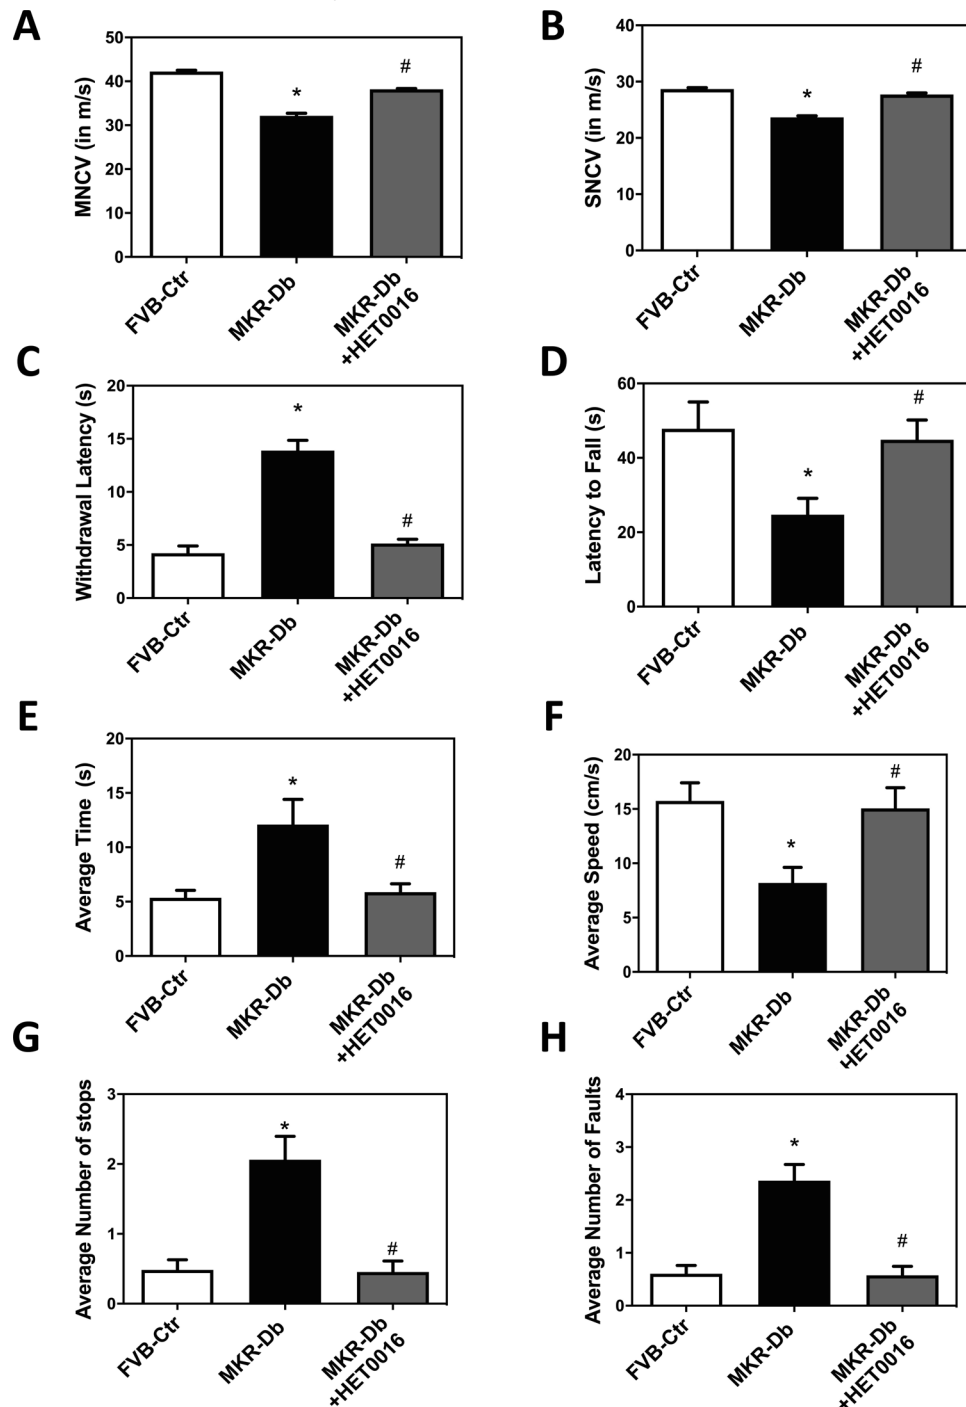 A
MNCV (in m/s)
50
40
30
20
10
0
*
#
FVB-Ctr
MKR-Db
MKR-Db
+HET0016
B
SNCV (in m/s)
40
30
20
10
0
*
#
FVB-Ctr
MKR-Db
MKR-Db
+HET0016
C
Withdrawal Latency (s)
20
15
10
5
0
*
#
FVB-Ctr
MKR-Db
MKR-Db
+HET0016
D
Latency to Fall (s)
60
40
20
0
*
#
FVB-Ctr
MKR-Db
MKR-Db
+HET0016
E
Average Time (s)
20
15
10
5
0
*
#
FVB-Ctr
MKR-Db
MKR-Db
+HET0016
F
Average Speed (cm/s)
20
15
10
5
0
*
#
FVB-Ctr
MKR-Db
MKR-Db
HET0016
G
Average Number of stops
3
2
1
0
*
#
FVB-Ctr
MKR-Db
MKR-Db
+HET0016
H
Average Number of Faults
4
3
2
1
0
*
#
FVB-Ctr
MKR-Db
MKR-Db
+HET0016